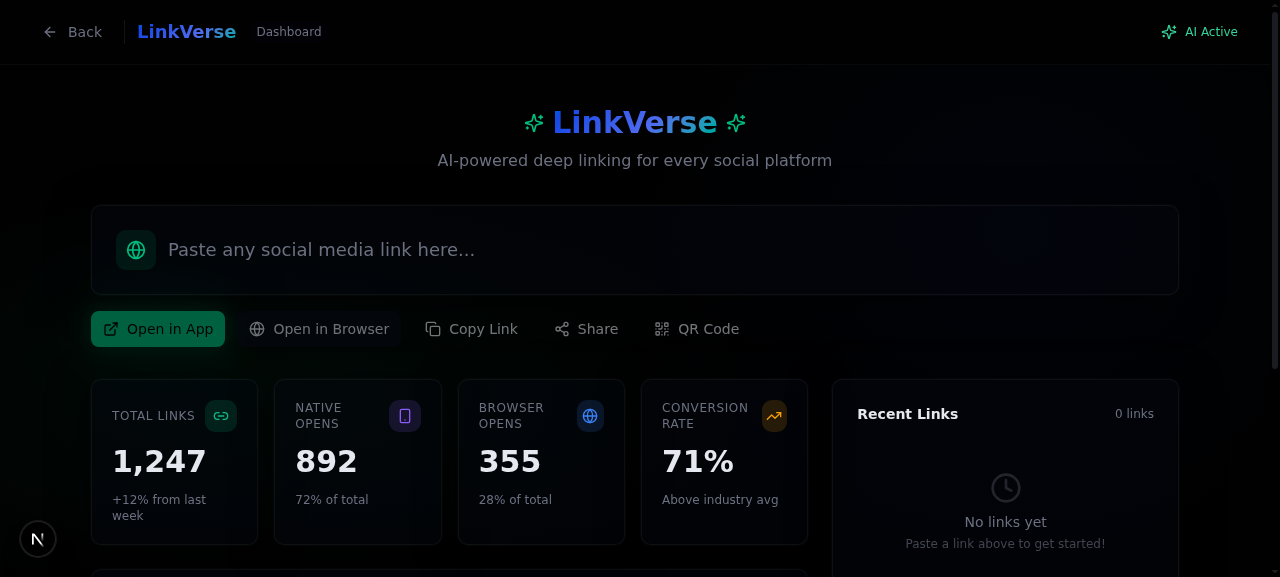 Back
LinkVerse
Dashboard
AI Active
LinkVerse
AI-powered deep linking for every social platform
Paste any social media link here...
Open in App
Open in Browser
Copy Link
Share
QR Code
TOTAL LINKS
1,247
+12% from last
week
NATIVE
OPENS
892
72% of total
BROWSER
OPENS
355
28% of total
CONVERSION
RATE
71%
Above industry avg
Recent Links
0 links
No links yet
Paste a link above to get started!
N